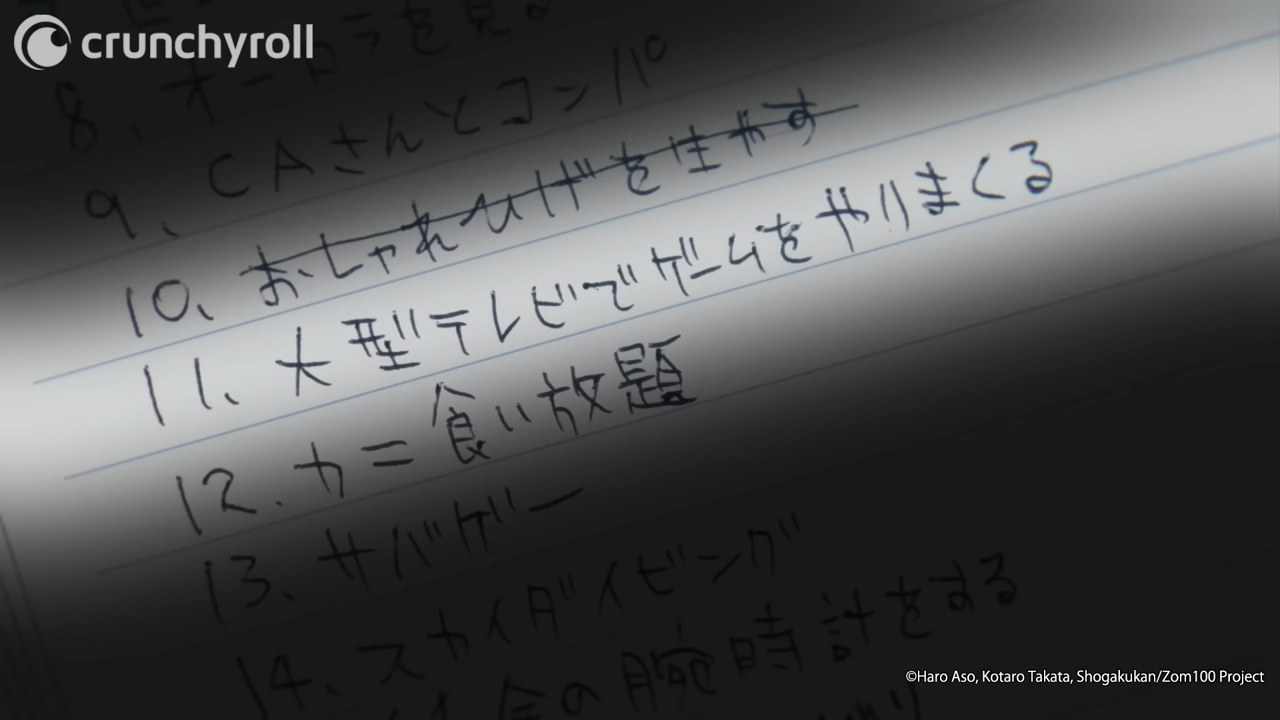 crunchyroll
8、オーロラを見る
9、CAさんとコンパ
10、おしゃれひげを生やす
11、大型テレビでゲームをやりまくる
12、カニ食い放題
13、サバゲー
14、スカイダイビング
の腕時計をする
©Haro Aso, Kotaro Takata, Shogakukan/Zom100 Project